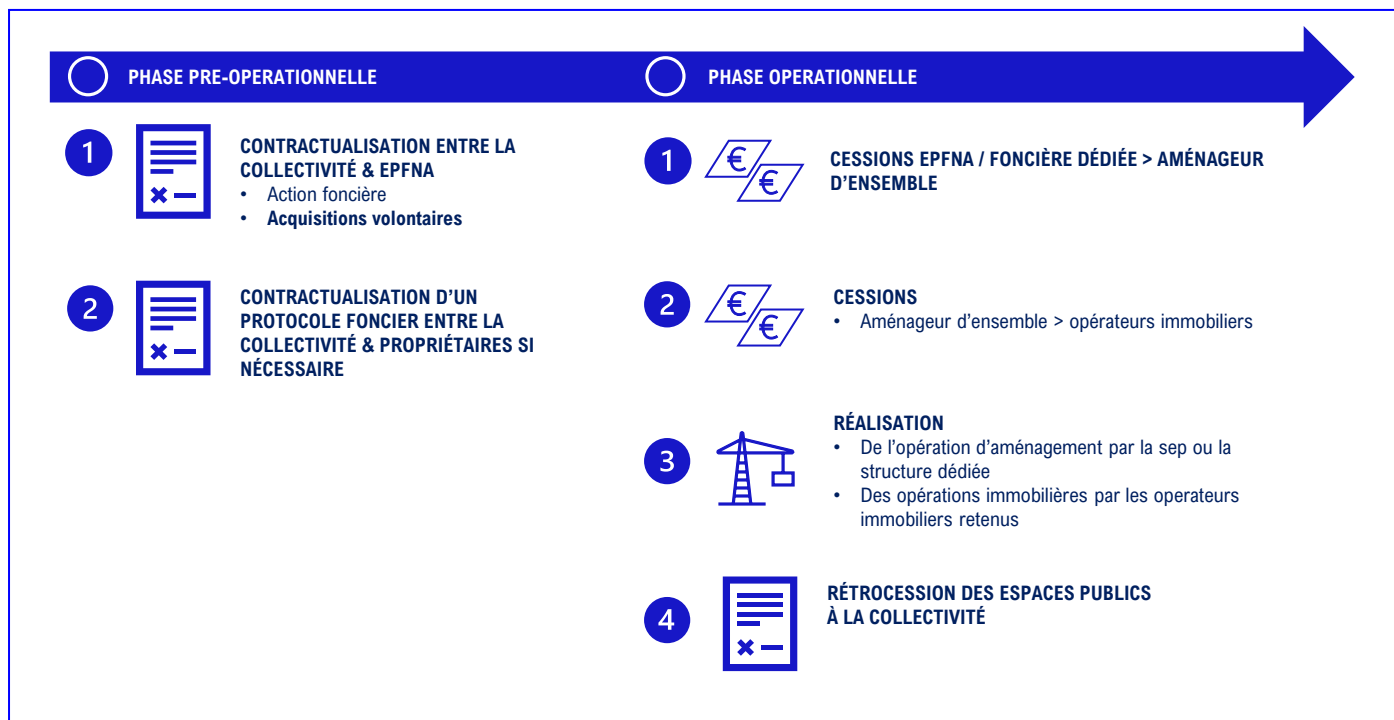 PHASE PRE-OPERATIONNELLE
1
CONTRACTUALISATION ENTRE LA
COLLECTIVITÉ & EPFNA
• Action foncière
• Acquisitions volontaires
2
CONTRACTUALISATION D’UN
PROTOCOLE FONCIER ENTRE LA
COLLECTIVITÉ & PROPRIÉTAIRES SI
NÉCESSAIRE
PHASE OPERATIONNELLE
1
€
€
CESSIONS EPFNA / FONCIÈRE DÉDIÉE > AMÉNAGEUR
D’ENSEMBLE
2
€
€
CESSIONS
• Aménageur d’ensemble > opérateurs immobiliers
3
RÉALISATION
• De l’opération d’aménagement par la sep ou la
structure dédiée
• Des opérations immobilières par les operateurs
immobiliers retenus
4
RÉTROCESSION DES ESPACES PUBLICS
À LA COLLECTIVITÉ